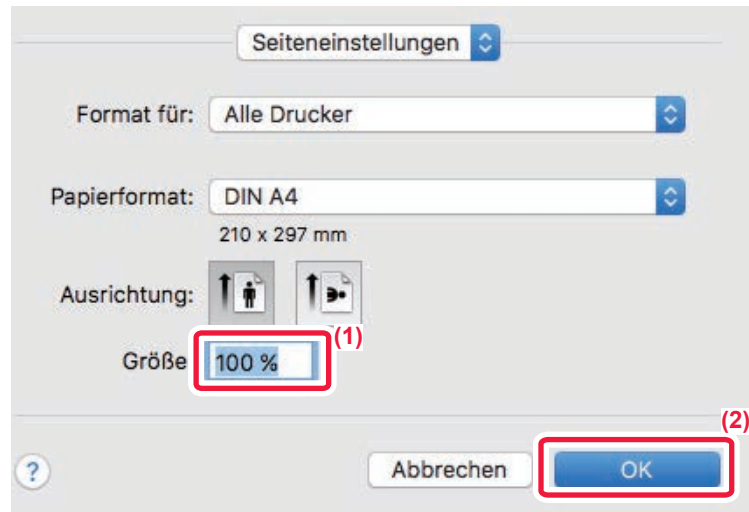 Seiteneinstellungen
Format für: Alle Drucker
Papierformat: DIN A4
210 x 297 mm
Ausrichtung:
(1)
Größe 100 %
(2)
? Abbrechen OK